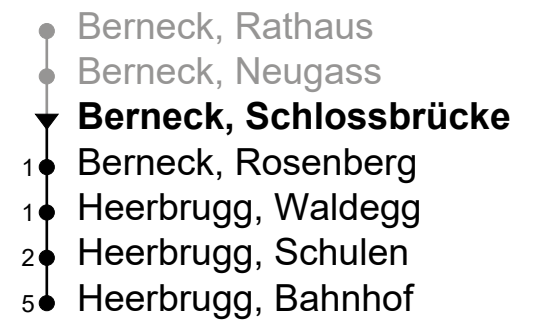 Berneck, Rathaus
Berneck, Neugass
Berneck, Schlossbrücke
1 Berneck, Rosenberg
1 Heerbrugg, Waldegg
2 Heerbrugg, Schulen
5 Heerbrugg, Bahnhof